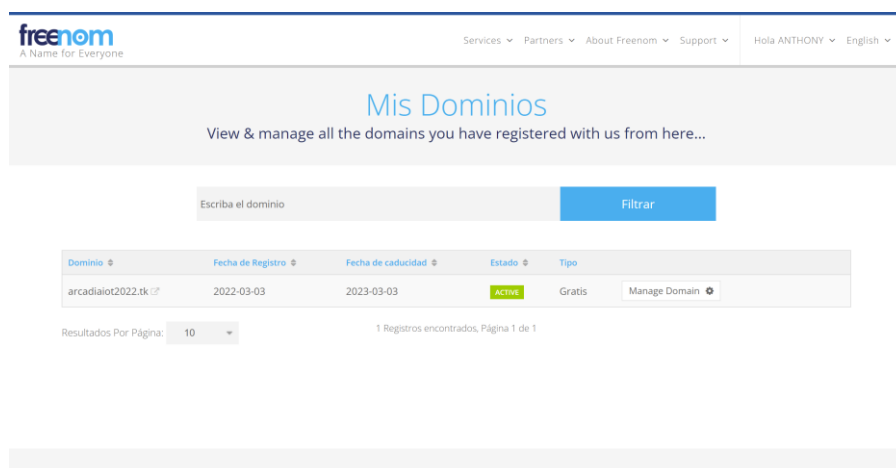 freenom
A Name for Everyone
Services Partners About Freenom Support Hola ANTHONY English
Mis Dominios
View & manage all the domains you have registered with us from here...
Escriba el dominio Filtrar
Dominio Fecha de Registro Fecha de caducidad Estado Tipo
arcadiaiot2022.tk 2022-03-03 2023-03-03 ACTIVE Gratis Manage Domain
Resultados Por Página: 10 1 Registros encontrados, Página 1 de 1